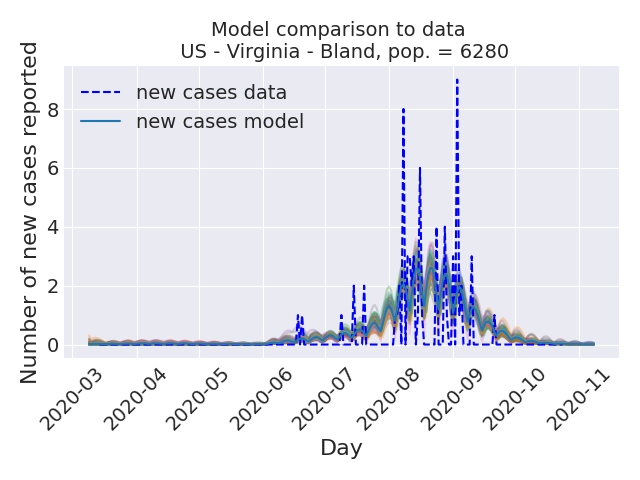 Model comparison to data
US - Virginia - Bland, pop. = 6280
Number of new cases reported
8
6
4
2
0
new cases data
new cases model
2020-03
2020-04
2020-05
2020-06
2020-07
2020-08
2020-09
2020-10
2020-11
Day